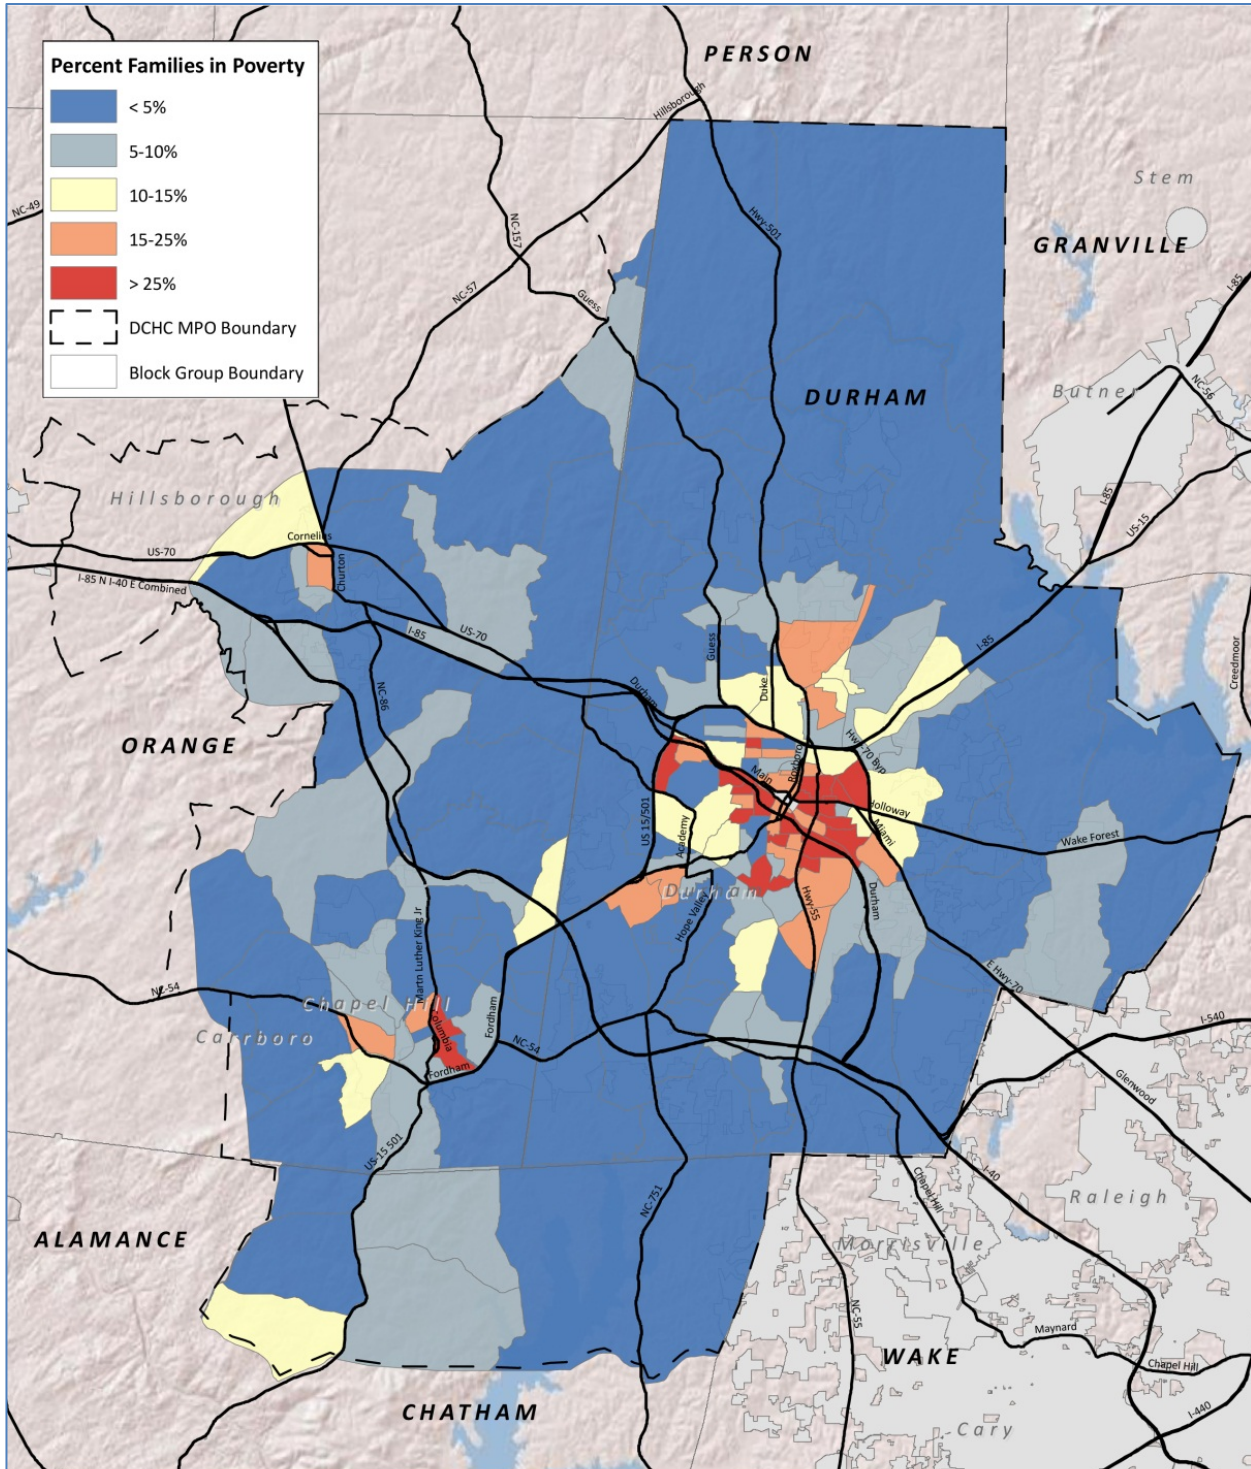 Percent Families in Poverty
< 5%
5-10%
10-15%
15-25%
> 25%
DCHC MPO Boundary
Block Group Boundary
PERSON
Hillsborough
Stem
NC-49
NC-157
Hwy-501
GRANVILLE
NC-57
Guess
I-85
DURHAM
Butner
NC-56
Hillsborough
I-85
US-15
Cornelius
US-70
Churton
I-85 N I-40 E Combined
I-85
US-70
Guess
I-85
Creedmoor
NC-86
Durham
Duke
ORANGE
Roxboro
Hwy-70 Byp
Main
Holloway
US 15/501
Academy
Miami
Wake Forest
Durham
Hope Valley
Hwy-55
Durham
Martin Luther King Jr
E Hwy-70
NC-54
Chapel Hill
Fordham
Carrboro
Columbia
NC-54
I-540
Fordham
Glenwood
US-15 501
I-40
Chapel Hill
Raleigh
NC-751
ALAMANCE
Morrisville
NC-55
Maynard
WAKE
Chapel Hill
CHATHAM
I-440
Cary